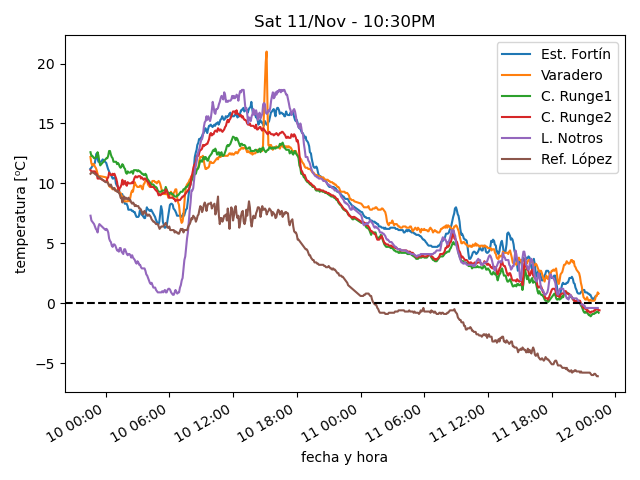 Sat 11/Nov - 10:30PM
Est. Fortín
Varadero
C. Runge1
C. Runge2
L. Notros
Ref. López
temperatura [ºC]
20
15
10
5
0
−5
10 00:00
10 06:00
10 12:00
10 18:00
11 00:00
11 06:00
11 12:00
11 18:00
12 00:00
fecha y hora